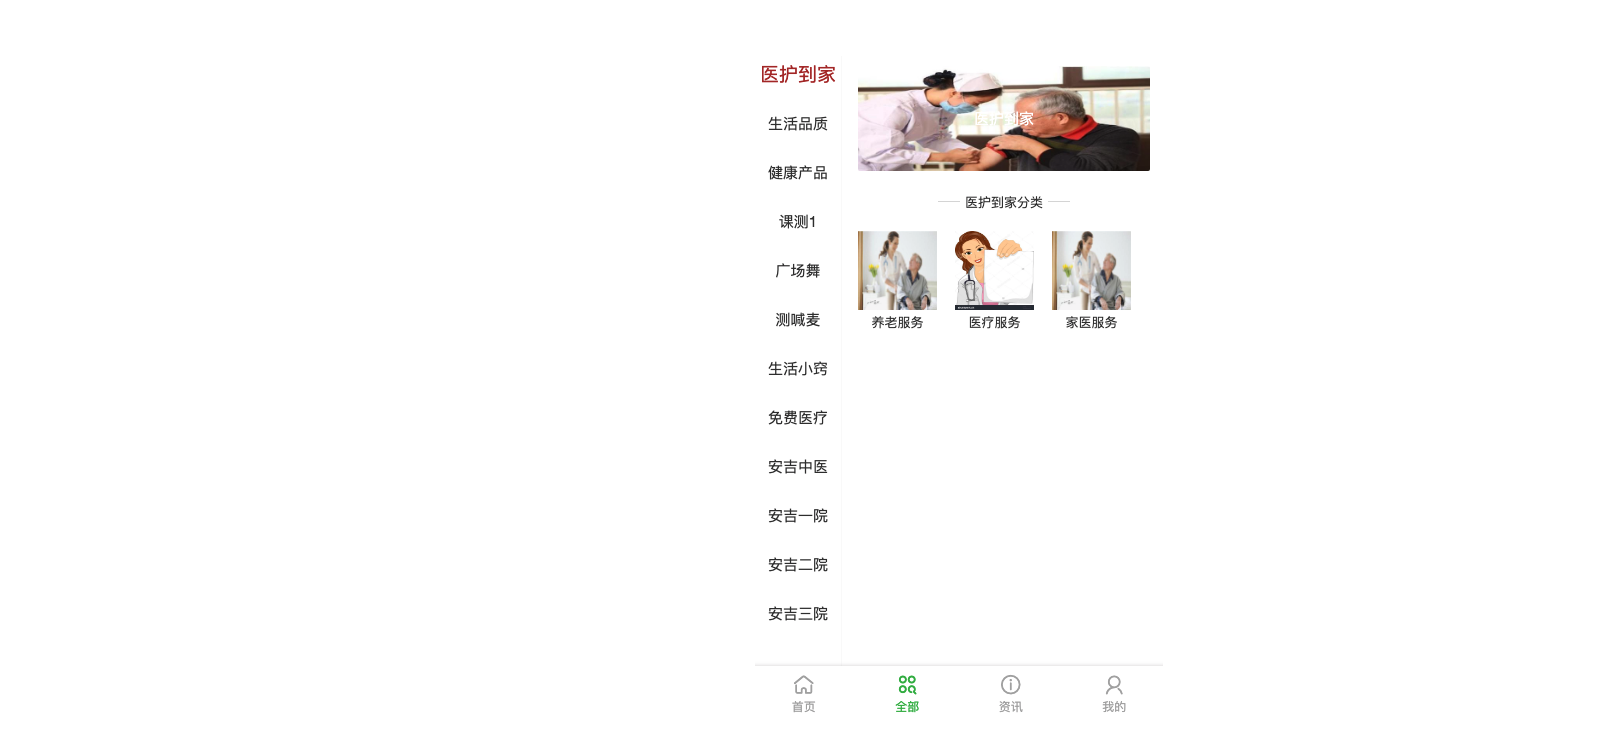 医护到家
生活品质
健康产品
课测1
广场舞
测喊麦
生活小窍
免费医疗
安吉中医
安吉一院
安吉二院
安吉三院
医护到家
医护到家分类
养老服务
医疗服务
家医服务
首页
全部
资讯
我的